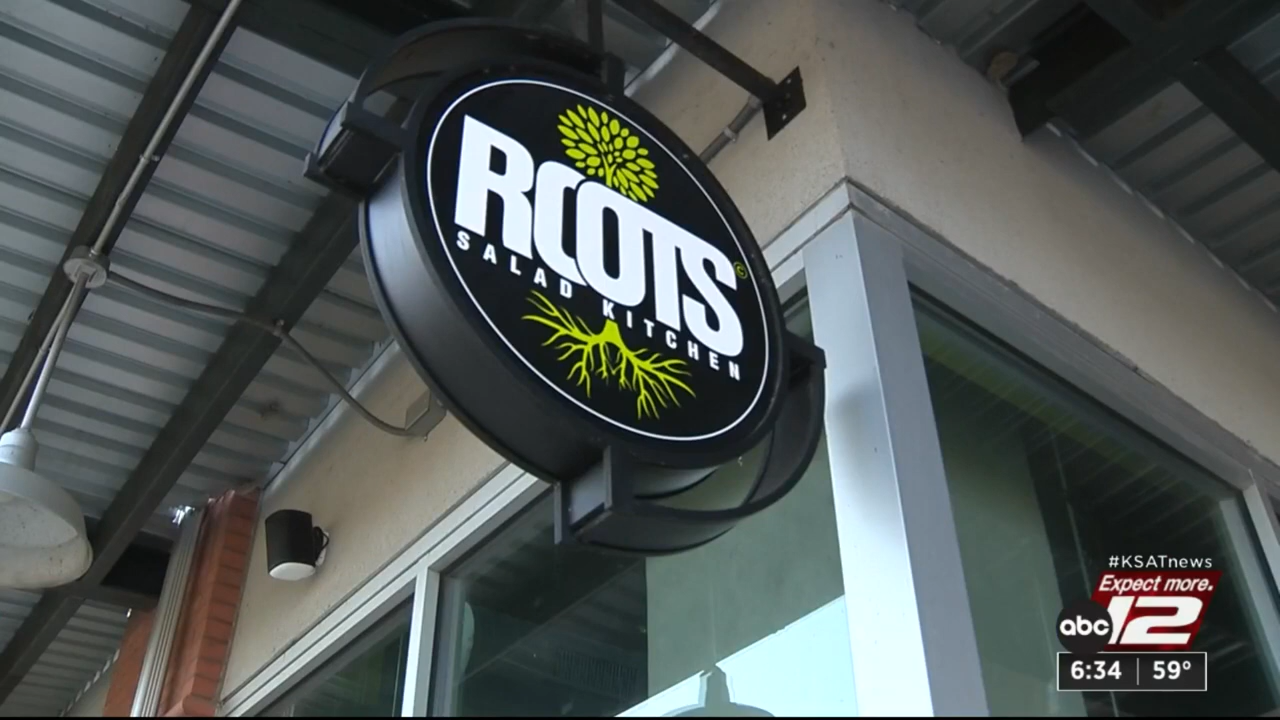 ROOTS
SALAD KITCHEN
#KSATnews
Expect more.
abc 12
6:34 59°